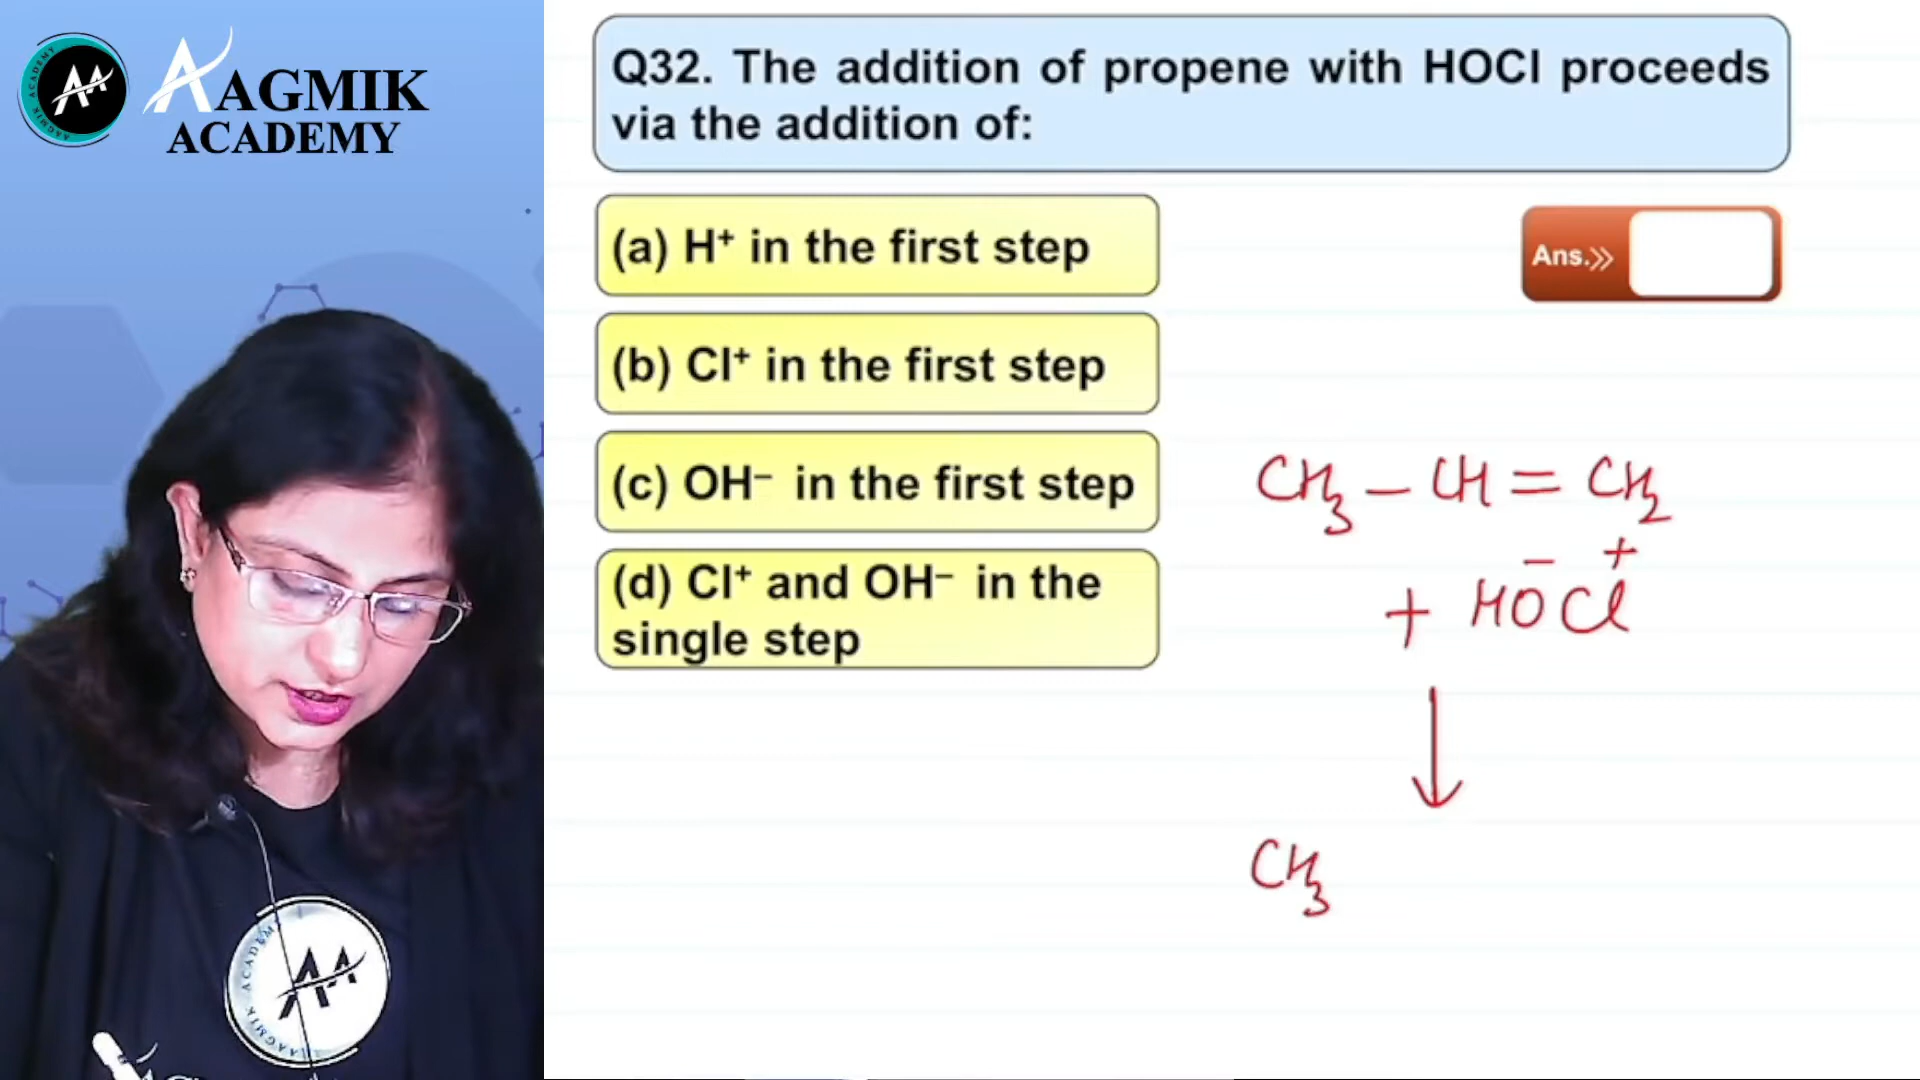 AAGMIK
ACADEMY
Q32. The addition of propene with HOCl proceeds
via the addition of:
(a) H⁺ in the first step
Ans.»
(b) Cl⁺ in the first step
(c) OH⁻ in the first step
(d) Cl⁺ and OH⁻ in the
single step
CH₃ – CH = CH₂
+ HO⁻Cl⁺
↓
CH₃